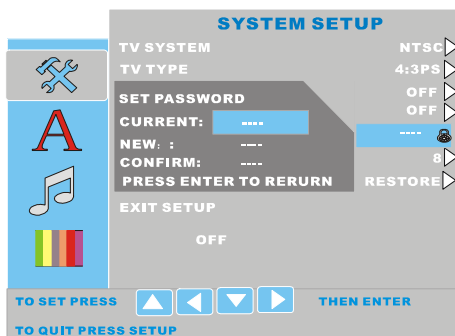 SYSTEM SETUP
TV SYSTEM NTSC
TV TYPE 4:3PS
OFF
SET PASSWORD OFF
CURRENT: ---- ----
NEW: : ----
CONFIRM: ---- 8
PRESS ENTER TO RERURN RESTORE
EXIT SETUP
OFF
A
TO SET PRESS THEN ENTER
TO QUIT PRESS SETUP